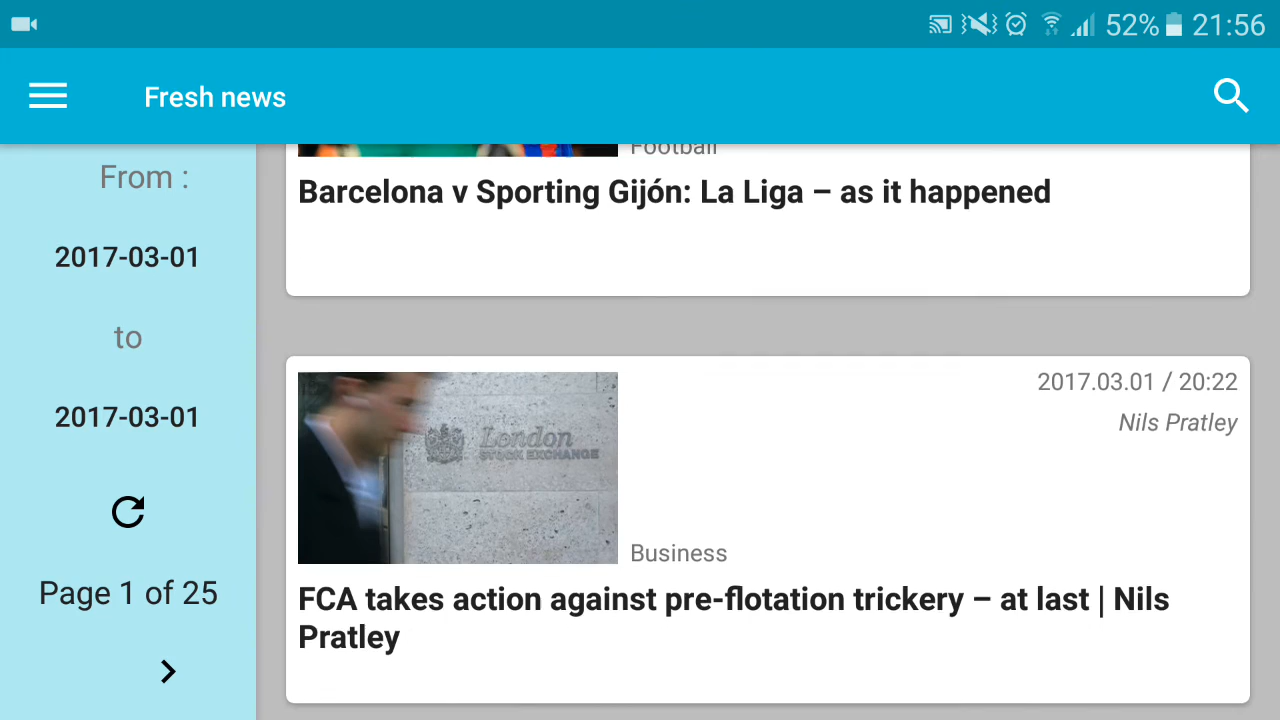 52% 21:56
Fresh news
From :
2017-03-01
to
2017-03-01
Page 1 of 25
Football
Barcelona v Sporting Gijón: La Liga – as it happened
2017.03.01 / 20:22
Nils Pratley
London
STOCK EXCHANGE
Business
FCA takes action against pre-flotation trickery – at last | Nils
Pratley